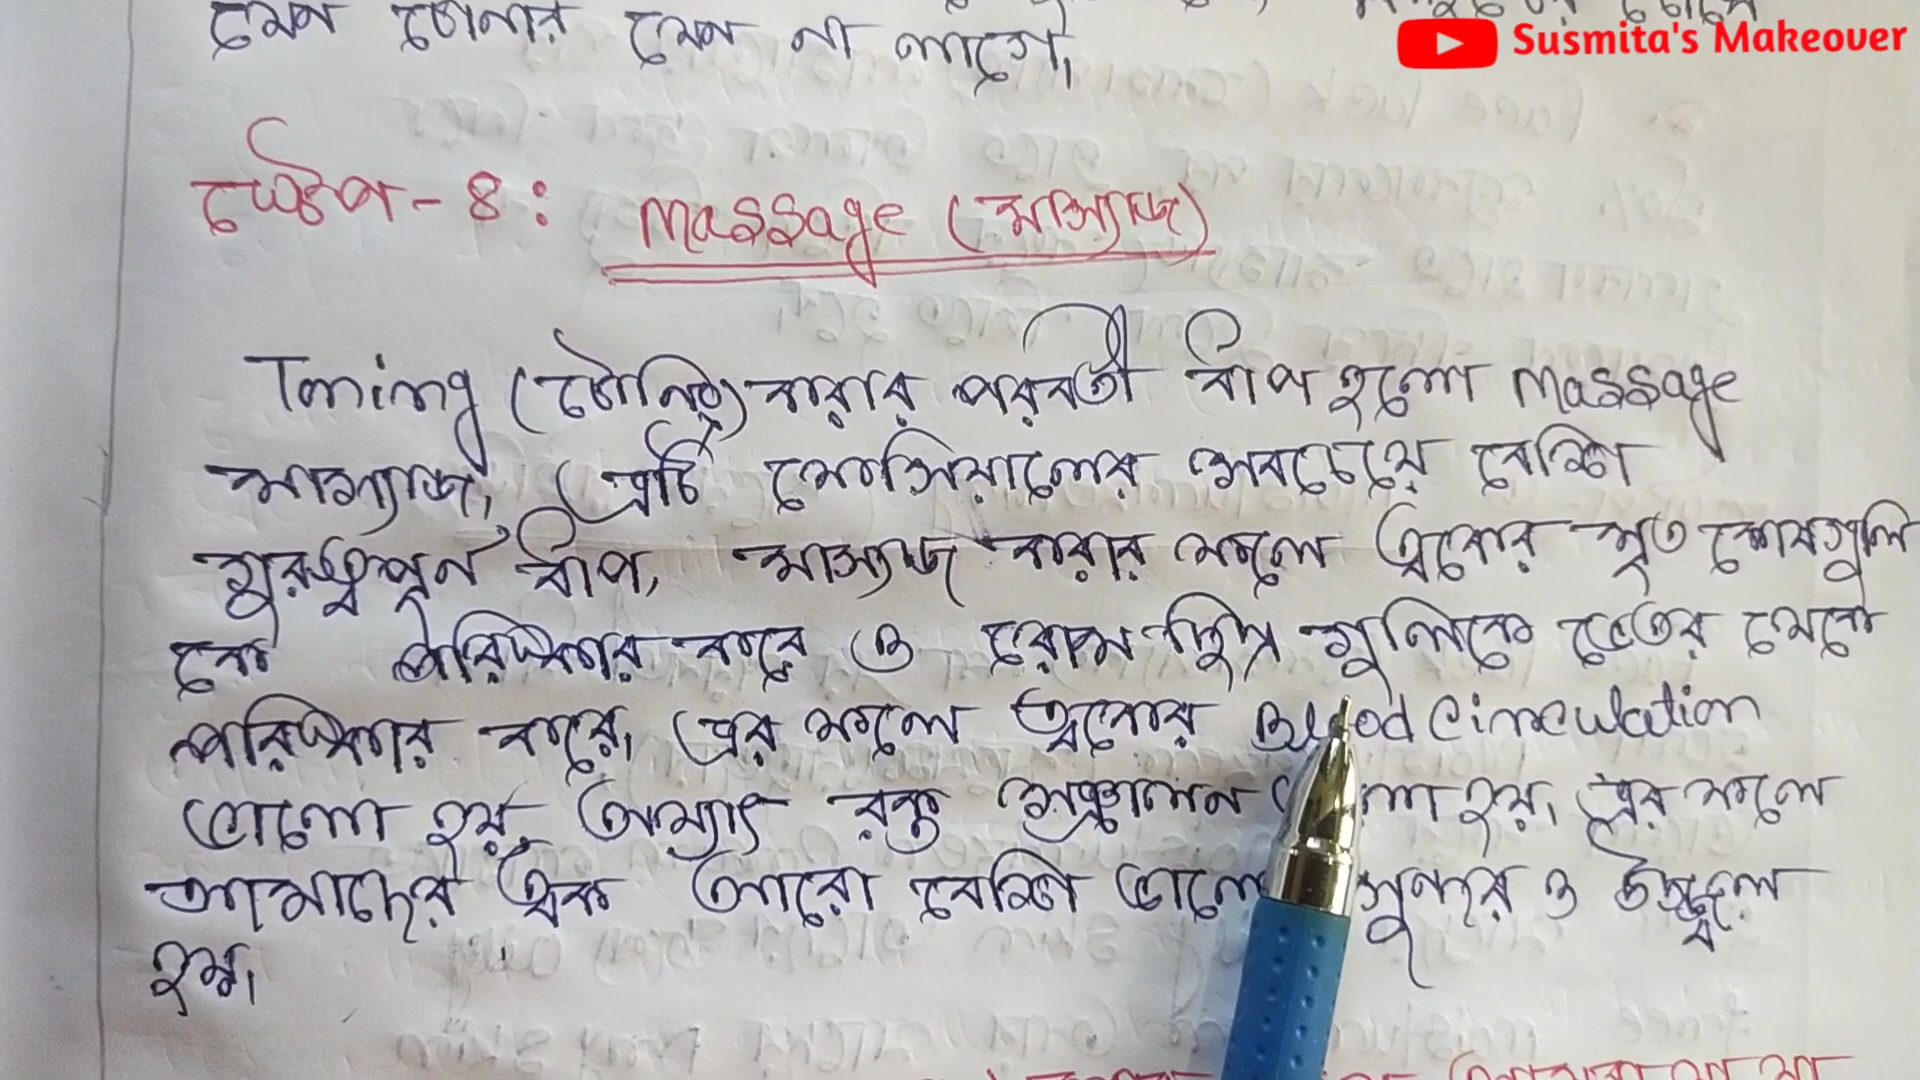 Susmita's Makeover
যেন টোনার যেন না লাগে।
স্টেপ-৪: Massage (মাস্যাজ)
Toning (টোনিং) করার পরবর্তী র্বাপ হলো Massage
মাস্যাজ, এটি ফেসিয়ালের সবচেয়ে বেশি
গুরুত্বপূর্ন র্বাপ, মাস্যাজ করার ফলে ত্বকের মৃত কোষগুলি
কে পরিষ্কার করে ও রোম ছিদ্র গুলিকে ভেতর থেকে
পরিষ্কার করে, এর ফলে ত্বকের Blood Circulation
ভালো হয়, অর্থাৎ রক্ত সঞ্চালন হয়, এর ফলে
আমাদের ত্বক আরো বেশি ভালো সুন্দর ও উজ্জ্বল
হয়,